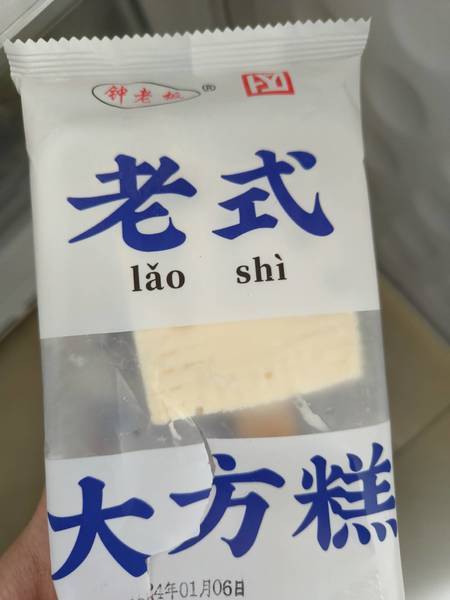 钟老板®
老式
lǎo shì
大方糕
24年01月06日